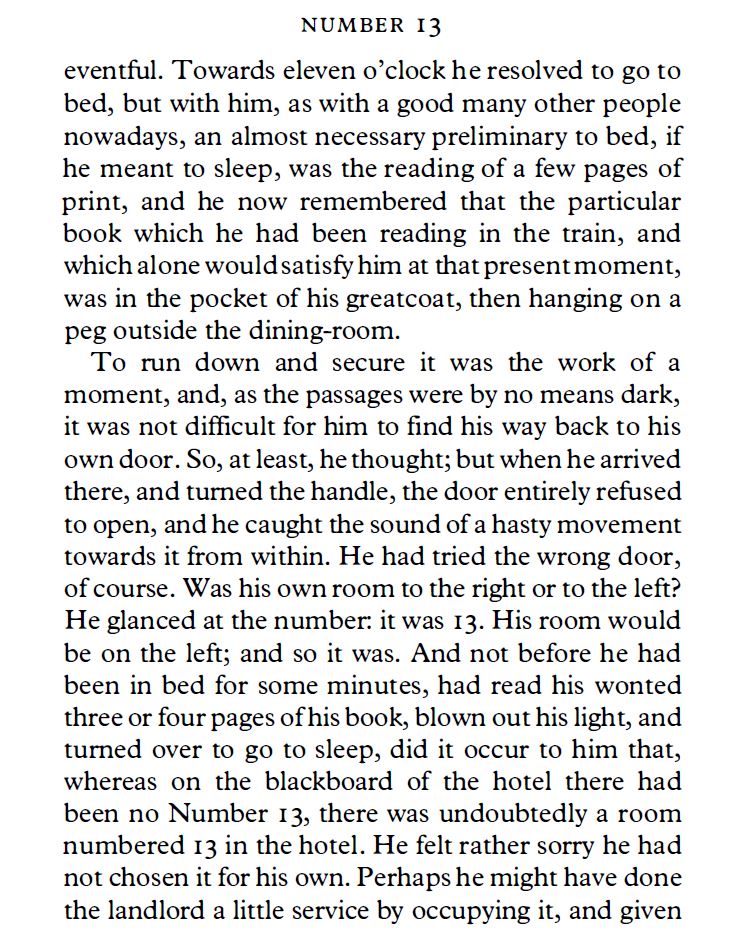 NUMBER 13
eventful. Towards eleven o’clock he resolved to go to
bed, but with him, as with a good many other people
nowadays, an almost necessary preliminary to bed, if
he meant to sleep, was the reading of a few pages of
print, and he now remembered that the particular
book which he had been reading in the train, and
which alone would satisfy him at that present moment,
was in the pocket of his greatcoat, then hanging on a
peg outside the dining-room.
To run down and secure it was the work of a
moment, and, as the passages were by no means dark,
it was not difficult for him to find his way back to his
own door. So, at least, he thought; but when he arrived
there, and turned the handle, the door entirely refused
to open, and he caught the sound of a hasty movement
towards it from within. He had tried the wrong door,
of course. Was his own room to the right or to the left?
He glanced at the number: it was 13. His room would
be on the left; and so it was. And not before he had
been in bed for some minutes, had read his wonted
three or four pages of his book, blown out his light, and
turned over to go to sleep, did it occur to him that,
whereas on the blackboard of the hotel there had
been no Number 13, there was undoubtedly a room
numbered 13 in the hotel. He felt rather sorry he had
not chosen it for his own. Perhaps he might have done
the landlord a little service by occupying it, and given